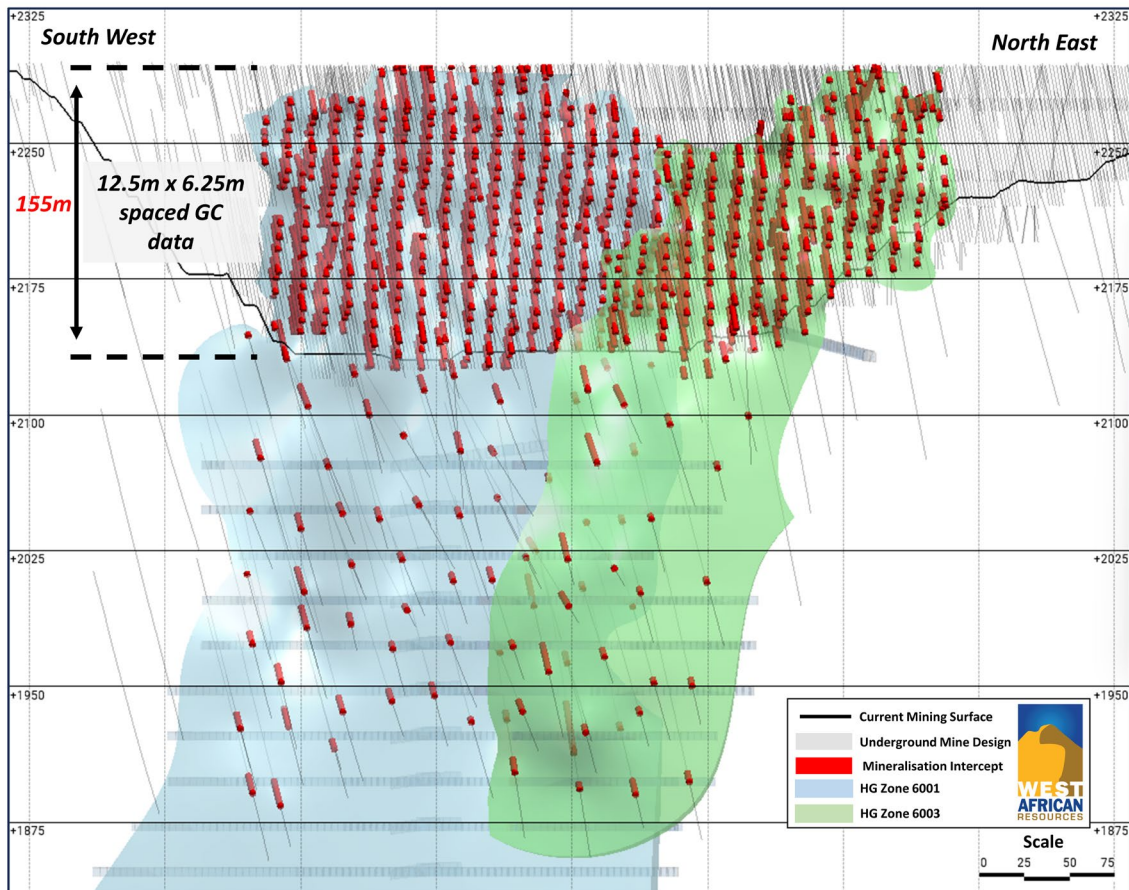 +2325
+2325
South West
North East
+2250
+2250
155m
12.5m x 6.25m
spaced GC
data
+2175
+2175
+2100
+2100
+2025
+2025
+1950
+1950
Current Mining Surface
Underground Mine Design
Mineralisation Intercept
HG Zone 6001
HG Zone 6003
WEST
AFRICAN
RESOURCES
+1875
+1875
Scale
0 25 50 75